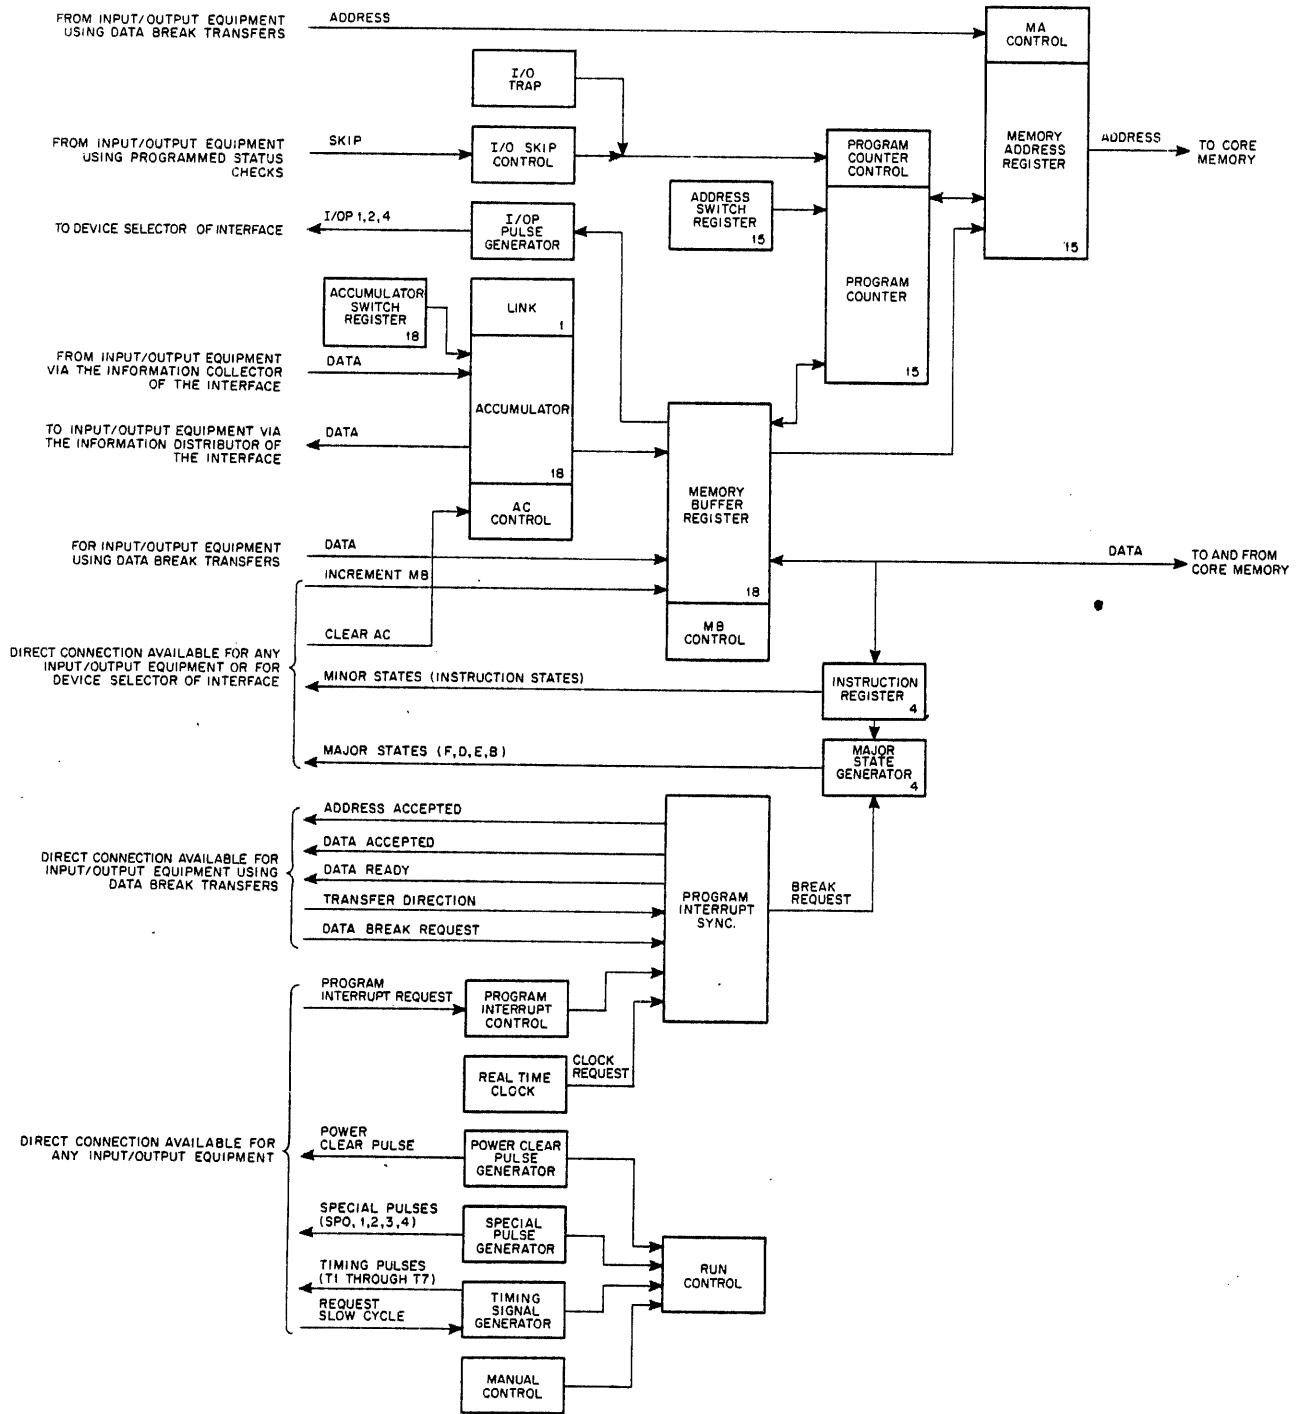 FROM INPUT/OUTPUT EQUIPMENT
USING DATA BREAK TRANSFERS
ADDRESS
MA
CONTROL
I/O
TRAP
MEMORY
ADDRESS
REGISTER
15
ADDRESS
TO CORE
MEMORY
FROM INPUT/OUTPUT EQUIPMENT
USING PROGRAMMED STATUS
CHECKS
SKIP
I/O SKIP
CONTROL
PROGRAM
COUNTER
CONTROL
ADDRESS
SWITCH
REGISTER
15
TO DEVICE SELECTOR OF INTERFACE
I/OP 1,2,4
I/OP
PULSE
GENERATOR
PROGRAM
COUNTER
15
ACCUMULATOR
SWITCH
REGISTER
18
LINK
1
FROM INPUT/OUTPUT EQUIPMENT
VIA THE INFORMATION COLLECTOR
OF THE INTERFACE
DATA
ACCUMULATOR
18
TO INPUT/OUTPUT EQUIPMENT VIA
THE INFORMATION DISTRIBUTOR OF
THE INTERFACE
DATA
AC
CONTROL
MEMORY
BUFFER
REGISTER
18
FOR INPUT/OUTPUT EQUIPMENT
USING DATA BREAK TRANSFERS
DATA
DATA
TO AND FROM
CORE MEMORY
INCREMENT MB
MB
CONTROL
CLEAR AC
DIRECT CONNECTION AVAILABLE FOR ANY
INPUT/OUTPUT EQUIPMENT OR FOR
DEVICE SELECTOR OF INTERFACE
MINOR STATES (INSTRUCTION STATES)
INSTRUCTION
REGISTER
4
MAJOR STATES (F,D,E,B)
MAJOR
STATE
GENERATOR
4
ADDRESS ACCEPTED
DATA ACCEPTED
DIRECT CONNECTION AVAILABLE FOR
INPUT/OUTPUT EQUIPMENT USING
DATA BREAK TRANSFERS
DATA READY
TRANSFER DIRECTION
DATA BREAK REQUEST
PROGRAM
INTERRUPT
SYNC.
BREAK
REQUEST
PROGRAM
INTERRUPT REQUEST
PROGRAM
INTERRUPT
CONTROL
REAL TIME
CLOCK
CLOCK
REQUEST
DIRECT CONNECTION AVAILABLE FOR
ANY INPUT/OUTPUT EQUIPMENT
POWER
CLEAR PULSE
POWER CLEAR
PULSE
GENERATOR
SPECIAL PULSES
(SP0,1,2,3,4)
SPECIAL
PULSE
GENERATOR
RUN
CONTROL
TIMING PULSES
(T1 THROUGH T7)
REQUEST
SLOW CYCLE
TIMING
SIGNAL
GENERATOR
MANUAL
CONTROL